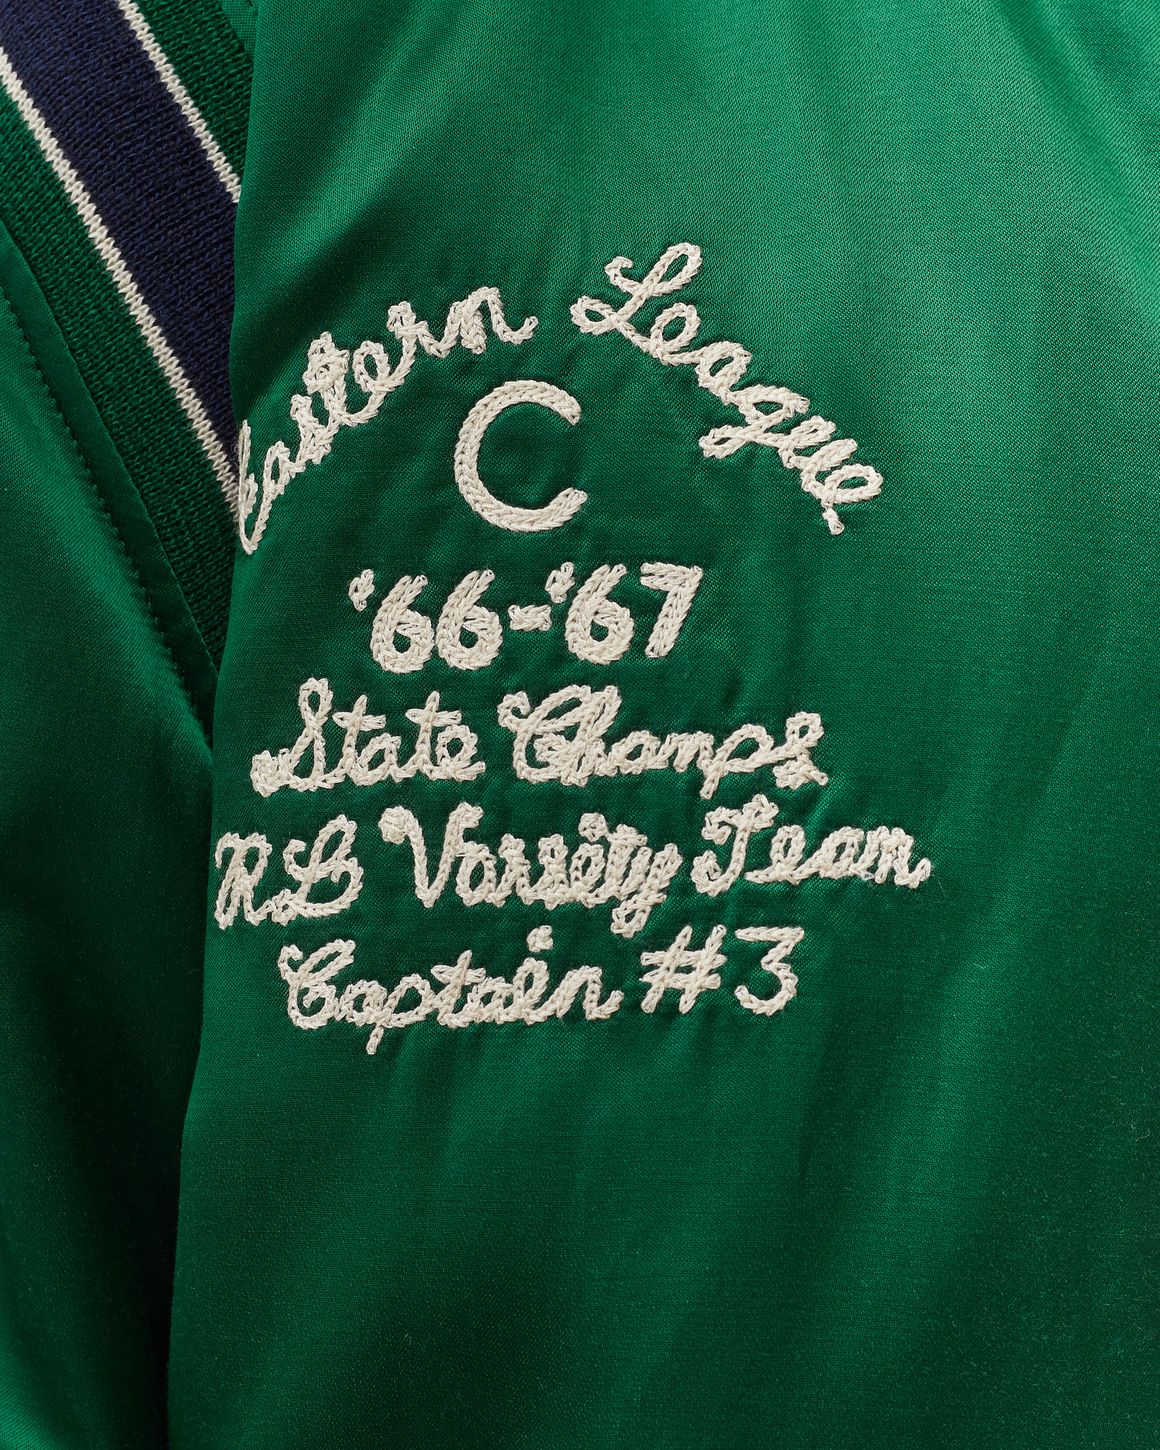 Eastern League
C
'66-'67
State Champs
RL Varsity Team
Captain #3